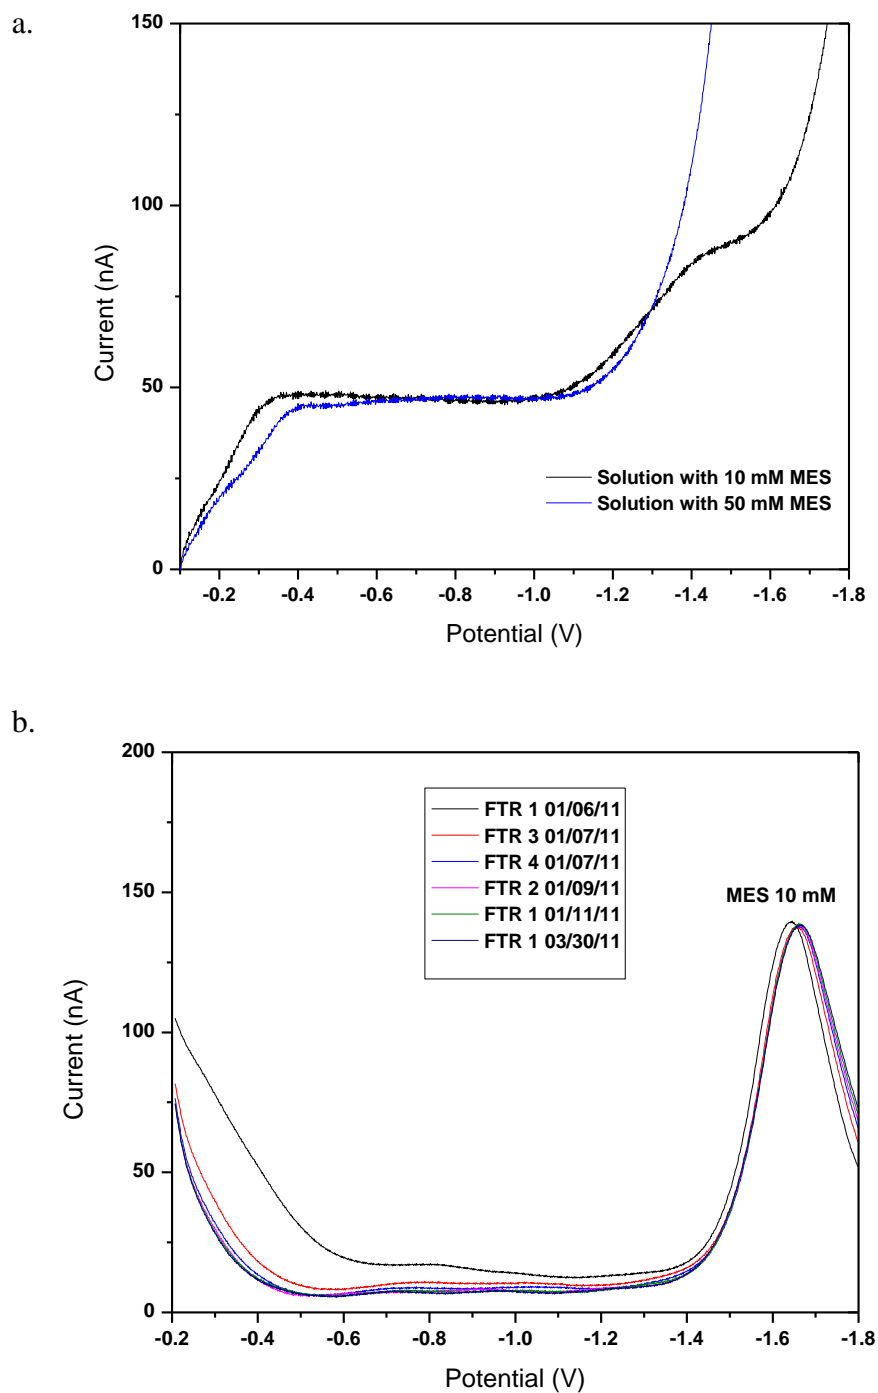 a.
150
100
50
0
Current (nA)
Solution with 10 mM MES
Solution with 50 mM MES
-0.2 -0.4 -0.6 -0.8 -1.0 -1.2 -1.4 -1.6 -1.8
Potential (V)
b.
200
150
100
50
0
Current (nA)
FTR 1 01/06/11
FTR 3 01/07/11
FTR 4 01/07/11
FTR 2 01/09/11
FTR 1 01/11/11
FTR 1 03/30/11
MES 10 mM
-0.2 -0.4 -0.6 -0.8 -1.0 -1.2 -1.4 -1.6 -1.8
Potential (V)